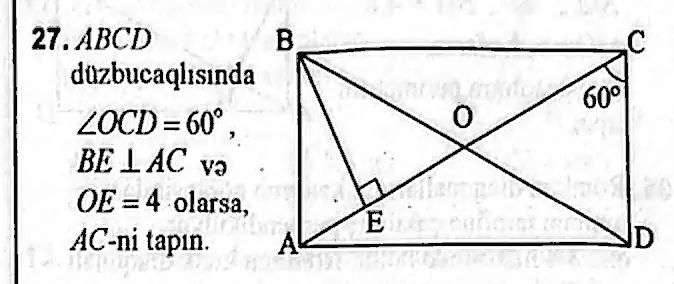 27. ABCD
düzbucaqlısında
∠OCD = 60°,
BE ⊥ AC və
OE = 4 olarsa,
AC-ni tapın.
B
C
60°
O
E
A
D